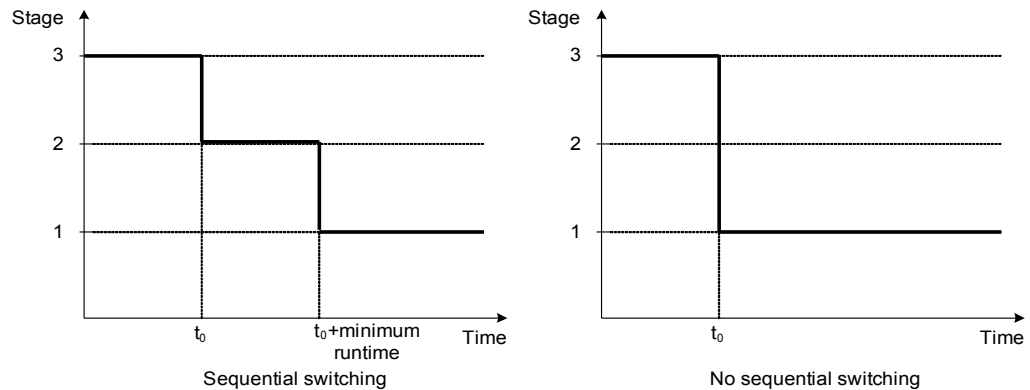 Stage
3
2
1
t0
t0+minimum
runtime
Time
Sequential switching
Stage
3
2
1
t0
Time
No sequential switching